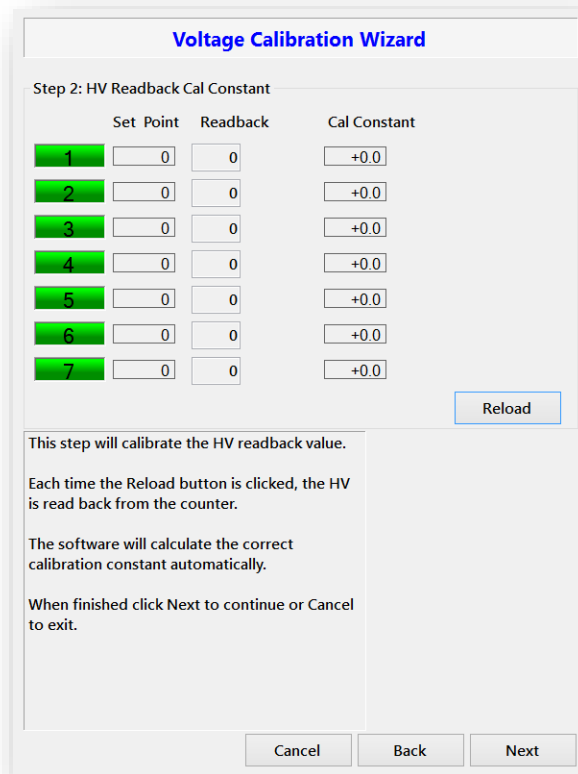 Voltage Calibration Wizard
Step 2: HV Readback Cal Constant
Set Point Readback Cal Constant
1 0 0 +0.0
2 0 0 +0.0
3 0 0 +0.0
4 0 0 +0.0
5 0 0 +0.0
6 0 0 +0.0
7 0 0 +0.0
Reload
This step will calibrate the HV readback value.
Each time the Reload button is clicked, the HV
is read back from the counter.
The software will calculate the correct
calibration constant automatically.
When finished click Next to continue or Cancel
to exit.
Cancel Back Next